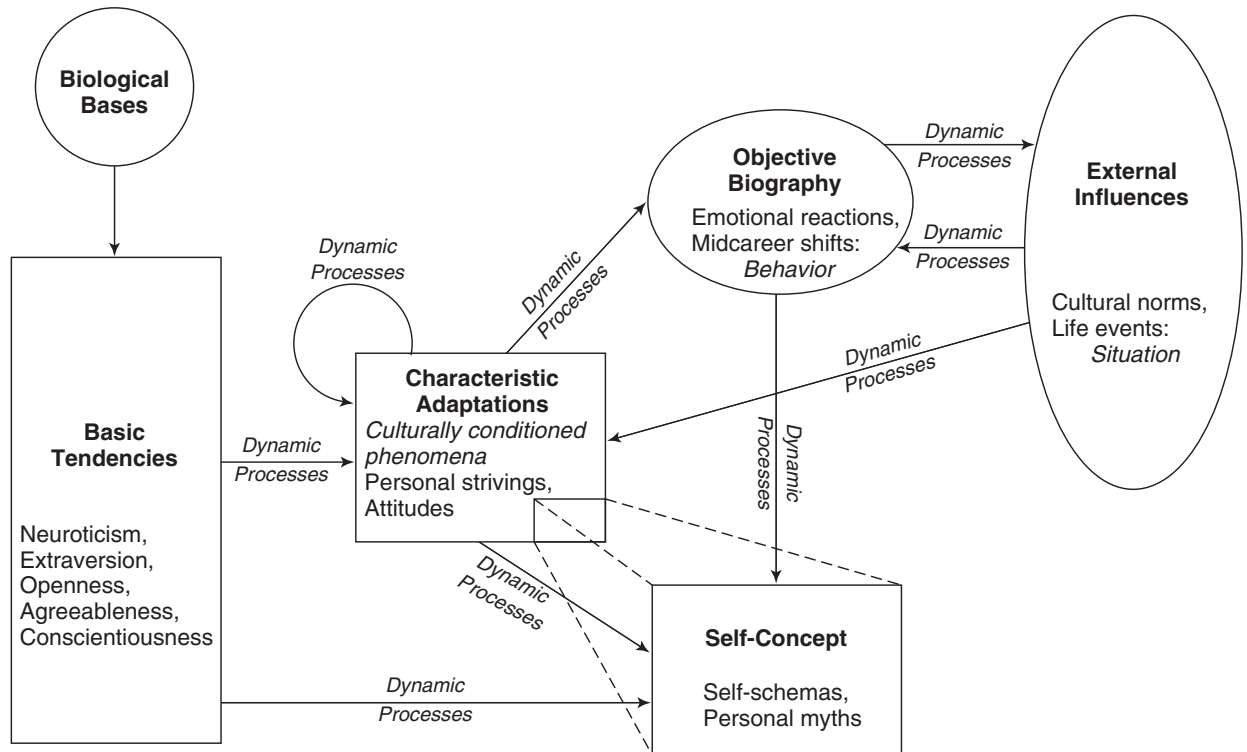 Biological
Bases
Basic
Tendencies
Neuroticism,
Extraversion,
Openness,
Agreeableness,
Conscientiousness
Dynamic
Processes
Dynamic
Processes
Characteristic
Adaptations
Culturally conditioned
phenomena
Personal strivings,
Attitudes
Dynamic
Processes
Objective
Biography
Emotional reactions,
Midcareer shifts:
Behavior
Dynamic
Processes
Dynamic
Processes
External
Influences
Cultural norms,
Life events:
Situation
Dynamic
Processes
Dynamic
Processes
Dynamic
Processes
Dynamic
Processes
Self-Concept
Self-schemas,
Personal myths